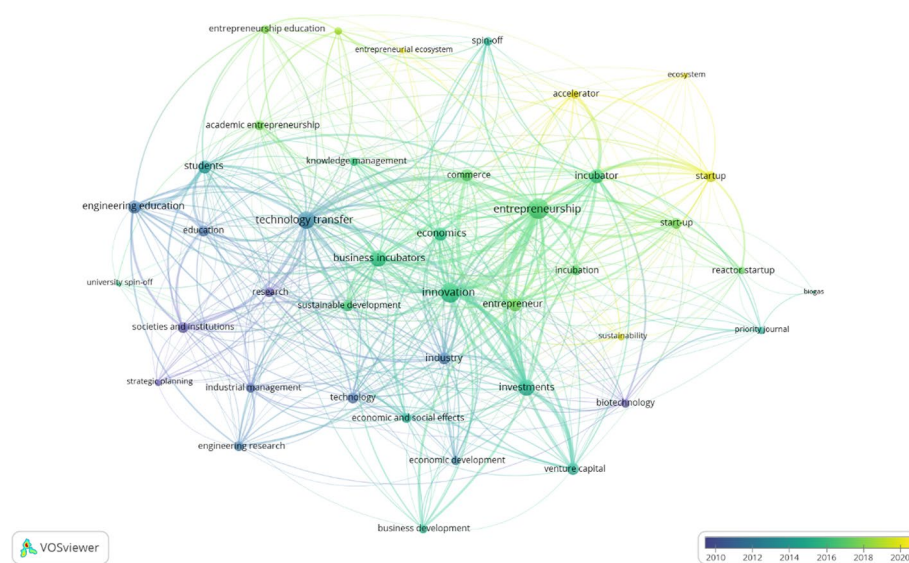 entrepreneurship education
entrepreneurial ecosystem
spin-off
ecosystem
accelerator
academic entrepreneurship
knowledge management
students
commerce
incubator
startup
engineering education
technology transfer
entrepreneurship
education
economics
start-up
business incubators
incubation
reactor startup
university spin-off
research
innovation
biogas
sustainable development
entrepreneur
societies and institutions
priority journal
sustainability
industry
strategic planning
industrial management
technology
investments
biotechnology
economic and social effects
engineering research
economic development
venture capital
business development
VOSviewer
2010 2012 2014 2016 2018 2020